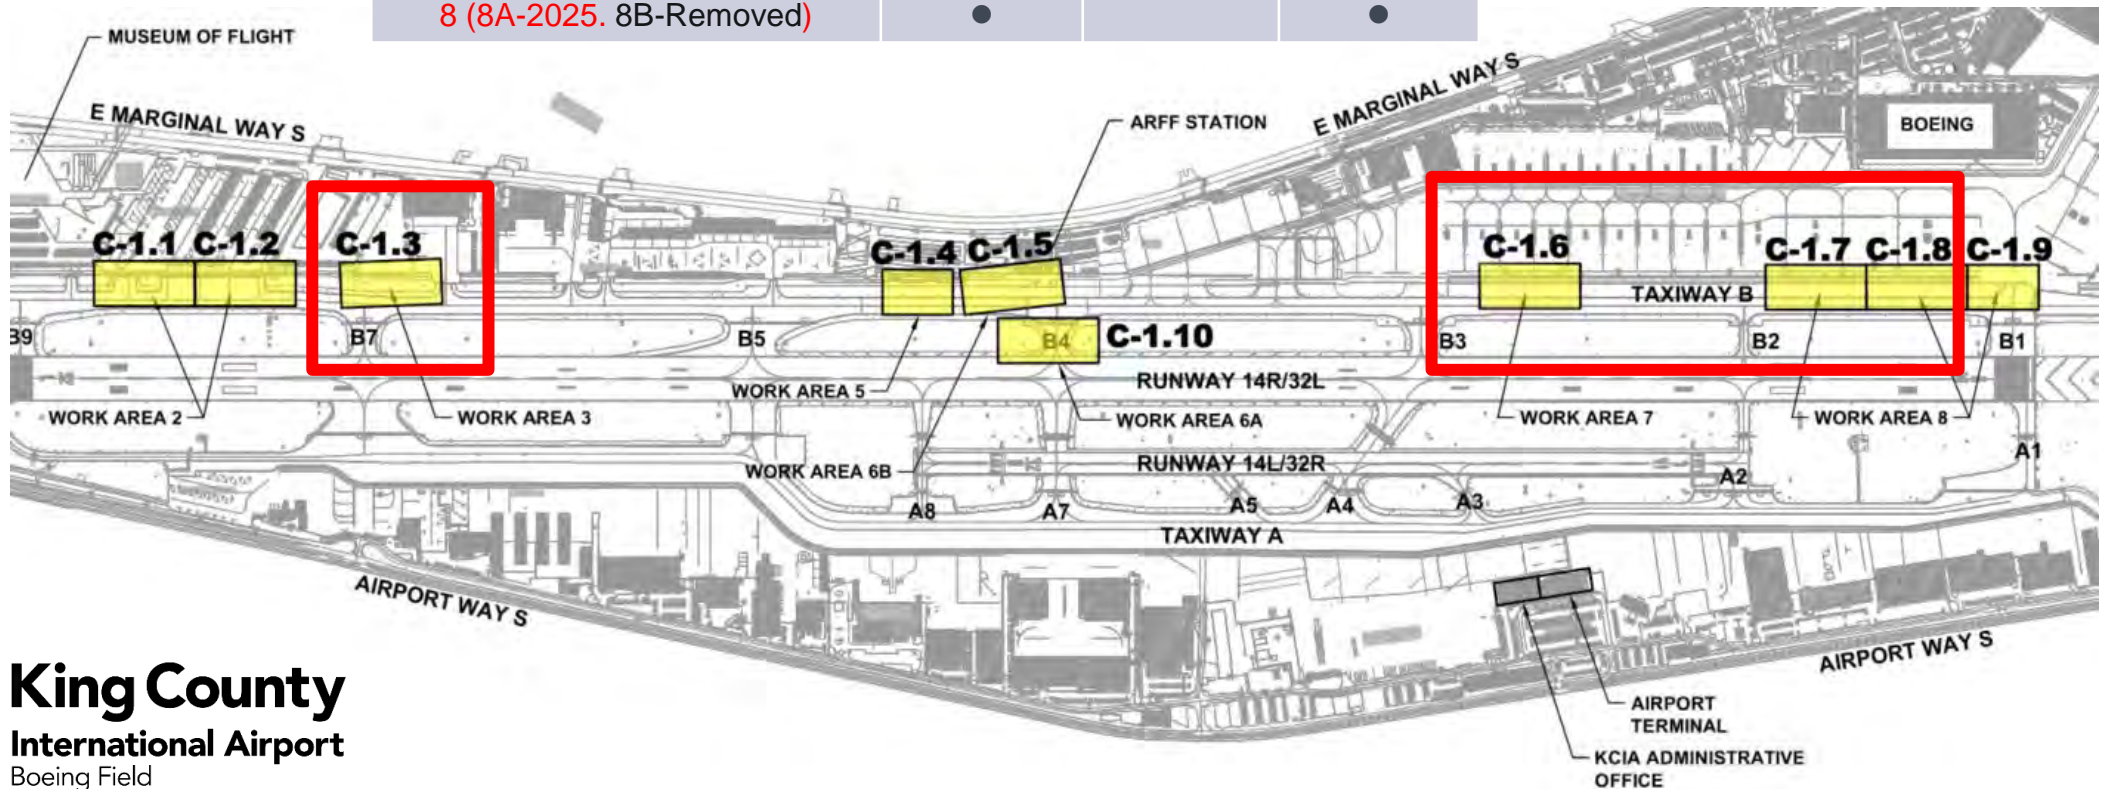 8 (8A-2025. 8B-Removed)
MUSEUM OF FLIGHT
E MARGINAL WAY S
ARFF STATION
E MARGINAL WAY S
BOEING
C-1.1 C-1.2
C-1.3
C-1.4 C-1.5
C-1.6
C-1.7 C-1.8 C-1.9
TAXIWAY B
B9
B7
B5
B4
C-1.10
B3
B2
B1
RUNWAY 14R/32L
WORK AREA 5
WORK AREA 2
WORK AREA 3
WORK AREA 6A
WORK AREA 7
WORK AREA 8
WORK AREA 6B
RUNWAY 14L/32R
A1
A2
A8
A7
A5
A4
A3
TAXIWAY A
AIRPORT WAY S
AIRPORT WAY S
King County
International Airport
Boeing Field
AIRPORT
TERMINAL
KCIA ADMINISTRATIVE
OFFICE